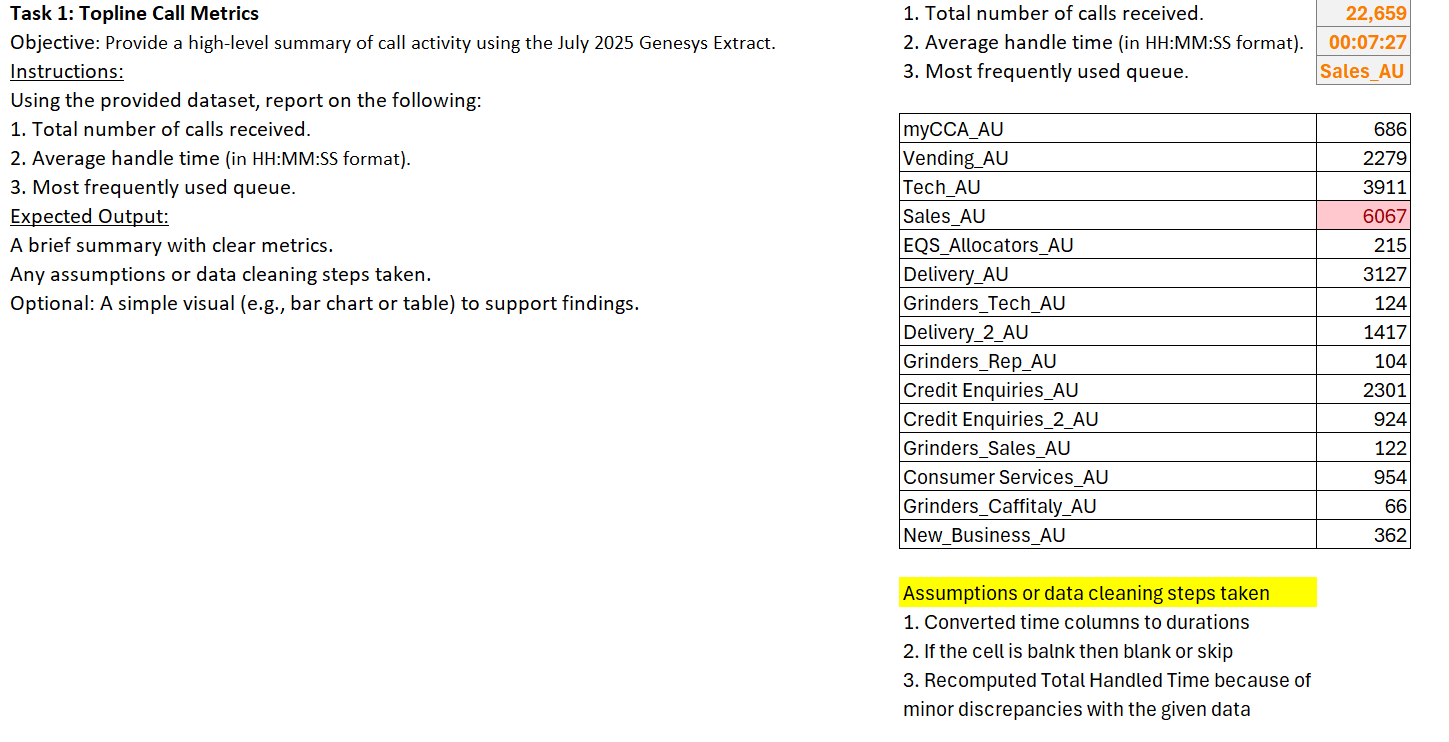 Task 1: Topline Call Metrics
Objective: Provide a high-level summary of call activity using the July 2025 Genesys Extract.
Instructions:
Using the provided dataset, report on the following:
1. Total number of calls received.
2. Average handle time (in HH:MM:SS format).
3. Most frequently used queue.
Expected Output:
A brief summary with clear metrics.
Any assumptions or data cleaning steps taken.
Optional: A simple visual (e.g., bar chart or table) to support findings.
1. Total number of calls received. 22,659
2. Average handle time (in HH:MM:SS format). 00:07:27
3. Most frequently used queue. Sales_AU
myCCA_AU 686
Vending_AU 2279
Tech_AU 3911
Sales_AU 6067
EQS_Allocators_AU 215
Delivery_AU 3127
Grinders_Tech_AU 124
Delivery_2_AU 1417
Grinders_Rep_AU 104
Credit Enquiries_AU 2301
Credit Enquiries_2_AU 924
Grinders_Sales_AU 122
Consumer Services_AU 954
Grinders_Caffitaly_AU 66
New_Business_AU 362
Assumptions or data cleaning steps taken
1. Converted time columns to durations
2. If the cell is balnk then blank or skip
3. Recomputed Total Handled Time because of
minor discrepancies with the given data